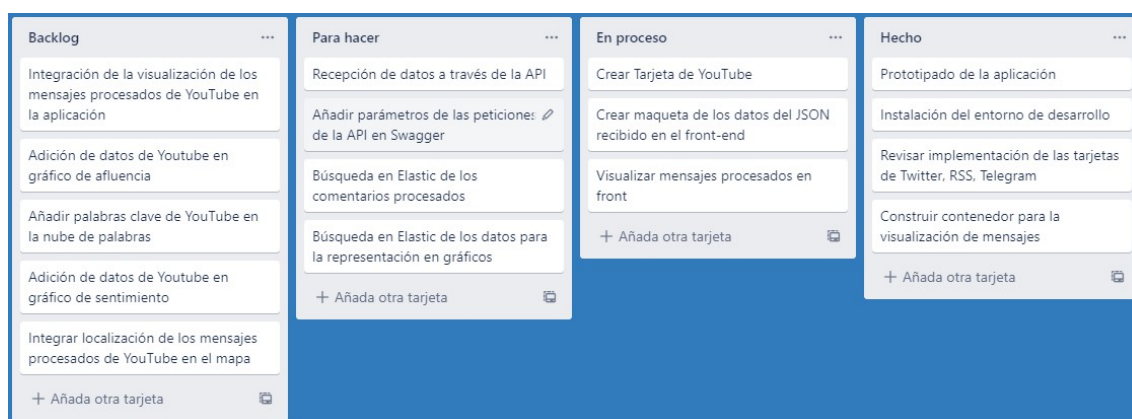 Backlog
Integración de la visualización de los
mensajes procesados de YouTube en
la aplicación
Adición de datos de Youtube en
gráfico de afluencia
Añadir palabras clave de YouTube en
la nube de palabras
Adición de datos de Youtube en
gráfico de sentimiento
Integrar localización de los mensajes
procesados de YouTube en el mapa
+ Añada otra tarjeta
Para hacer
Recepción de datos a través de la API
Añadir parámetros de las peticiones
de la API en Swagger
Búsqueda en Elastic de los
comentarios procesados
Búsqueda en Elastic de los datos para
la representación en gráficos
+ Añada otra tarjeta
En proceso
Crear Tarjeta de YouTube
Crear maqueta de los datos del JSON
recibido en el front-end
Visualizar mensajes procesados en
front
+ Añada otra tarjeta
Hecho
Prototipado de la aplicación
Instalación del entorno de desarrollo
Revisar implementación de las tarjetas
de Twitter, RSS, Telegram
Construir contenedor para la
visualización de mensajes
+ Añada otra tarjeta